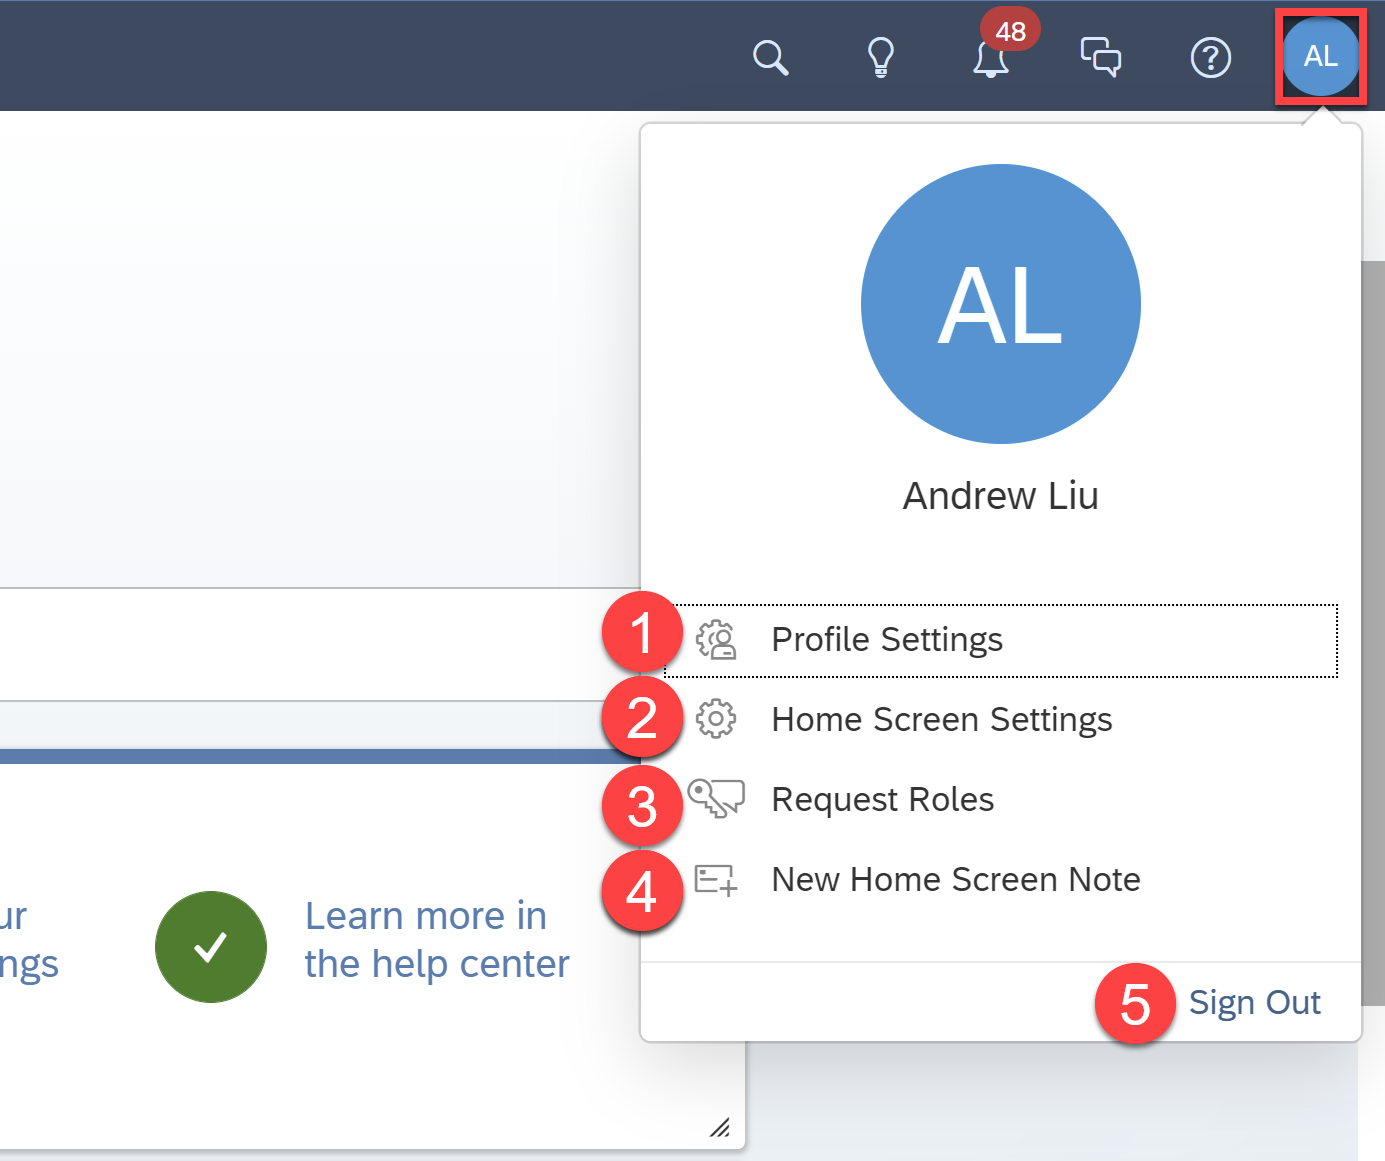 48
AL
AL
Andrew Liu
1 Profile Settings
2 Home Screen Settings
3 Request Roles
4 New Home Screen Note
ur
ngs
Learn more in
the help center
5 Sign Out